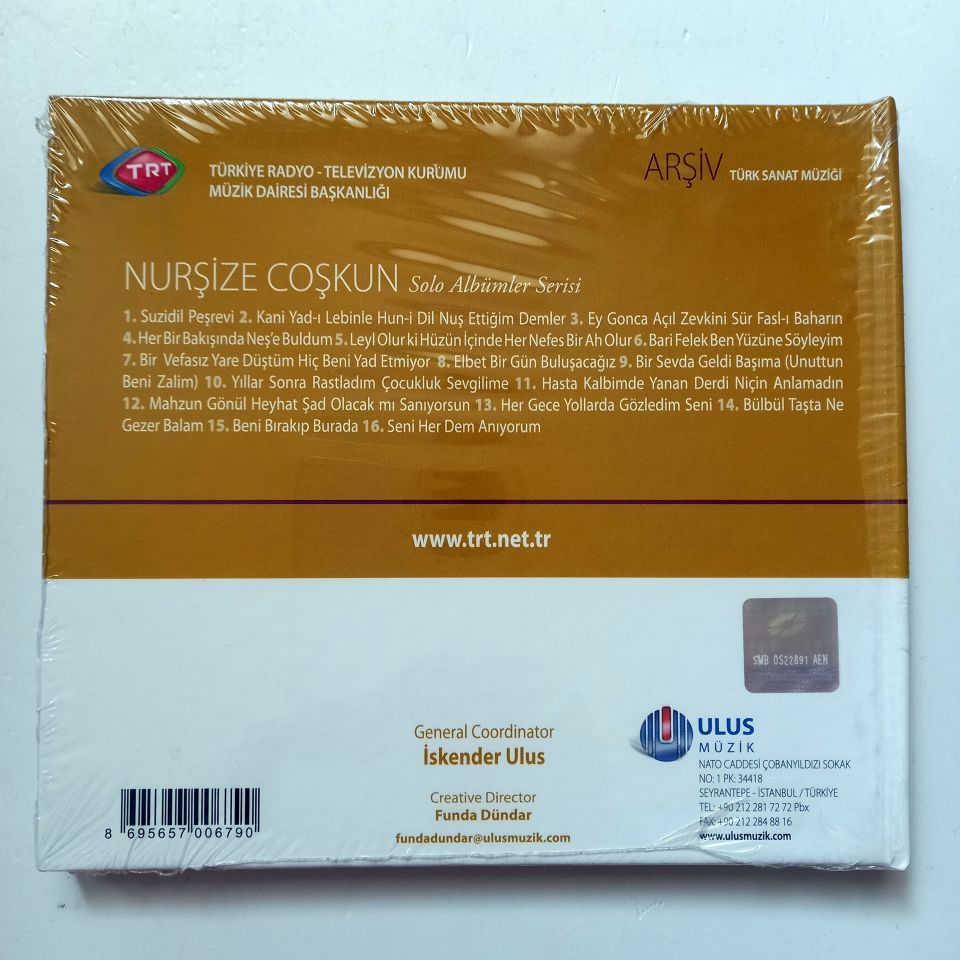 TRT
TÜRKİYE RADYO - TELEVİZYON KURUMU
MÜZİK DAİRESİ BAŞKANLIĞI
ARŞİV TÜRK SANAT MÜZİĞİ
NURŞİZE COŞKUN Solo Albümler Serisi
1. Suzidil Peşrevi 2. Kani Yad-ı Lebinle Hun-i Dil Nuş Ettiğim Demler 3. Ey Gonca Açıl Zevkini Sür Fasl-ı Baharın
4. Her Bir Bakışında Neş'e Buldum 5. Leyl Olur ki Hüzün İçinde Her Nefes Bir Ah Olur 6. Bari Felek Ben Yüzüne Söyleyim
7. Bir Vefasız Yare Düştüm Hiç Beni Yad Etmiyor 8. Elbet Bir Gün Buluşacağız 9. Bir Sevda Geldi Başıma (Unuttun
Beni Zalim) 10. Yıllar Sonra Rastladım Çocukluk Sevgilime 11. Hasta Kalbimde Yanan Derdi Niçin Anlamadın
12. Mahzun Gönül Heyhat Şad Olacak mı Sanıyorsun 13. Her Gece Yollarda Gözledim Seni 14. Bülbül Taşta Ne
Gezer Balam 15. Beni Bırakıp Burada 16. Seni Her Dem Anıyorum
www.trt.net.tr
SMB 0522891 AEN
General Coordinator
İskender Ulus
Creative Director
Funda Dündar
fundadundar@ulusmuzik.com
ULUS
MÜZİK
NATO CADDESİ ÇOBANYILDIZI SOKAK
NO: 1 PK: 34418
SEYRANTEPE - İSTANBUL / TÜRKİYE
TEL: +90 212 281 72 72 Pbx
FAX: +90 212 284 88 16
www.ulusmuzik.com
8 695657 006790